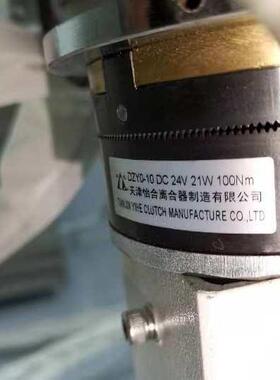 DZY0-10 DC 24V 21W 100Nm
天津怡合离合器制造有限公司
TIANJIN YIHE CLUTCH MANUFACTURE CO.,LTD